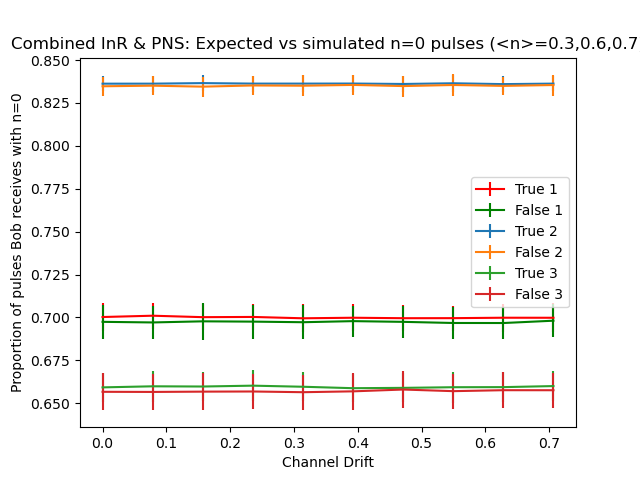 Combined InR & PNS: Expected vs simulated n=0 pulses (<n>=0.3,0.6,0.7
0.850
0.825
0.800
0.775
0.750
0.725
0.700
0.675
0.650
Proportion of pulses Bob receives with n=0
True 1
False 1
True 2
False 2
True 3
False 3
0.0 0.1 0.2 0.3 0.4 0.5 0.6 0.7
Channel Drift